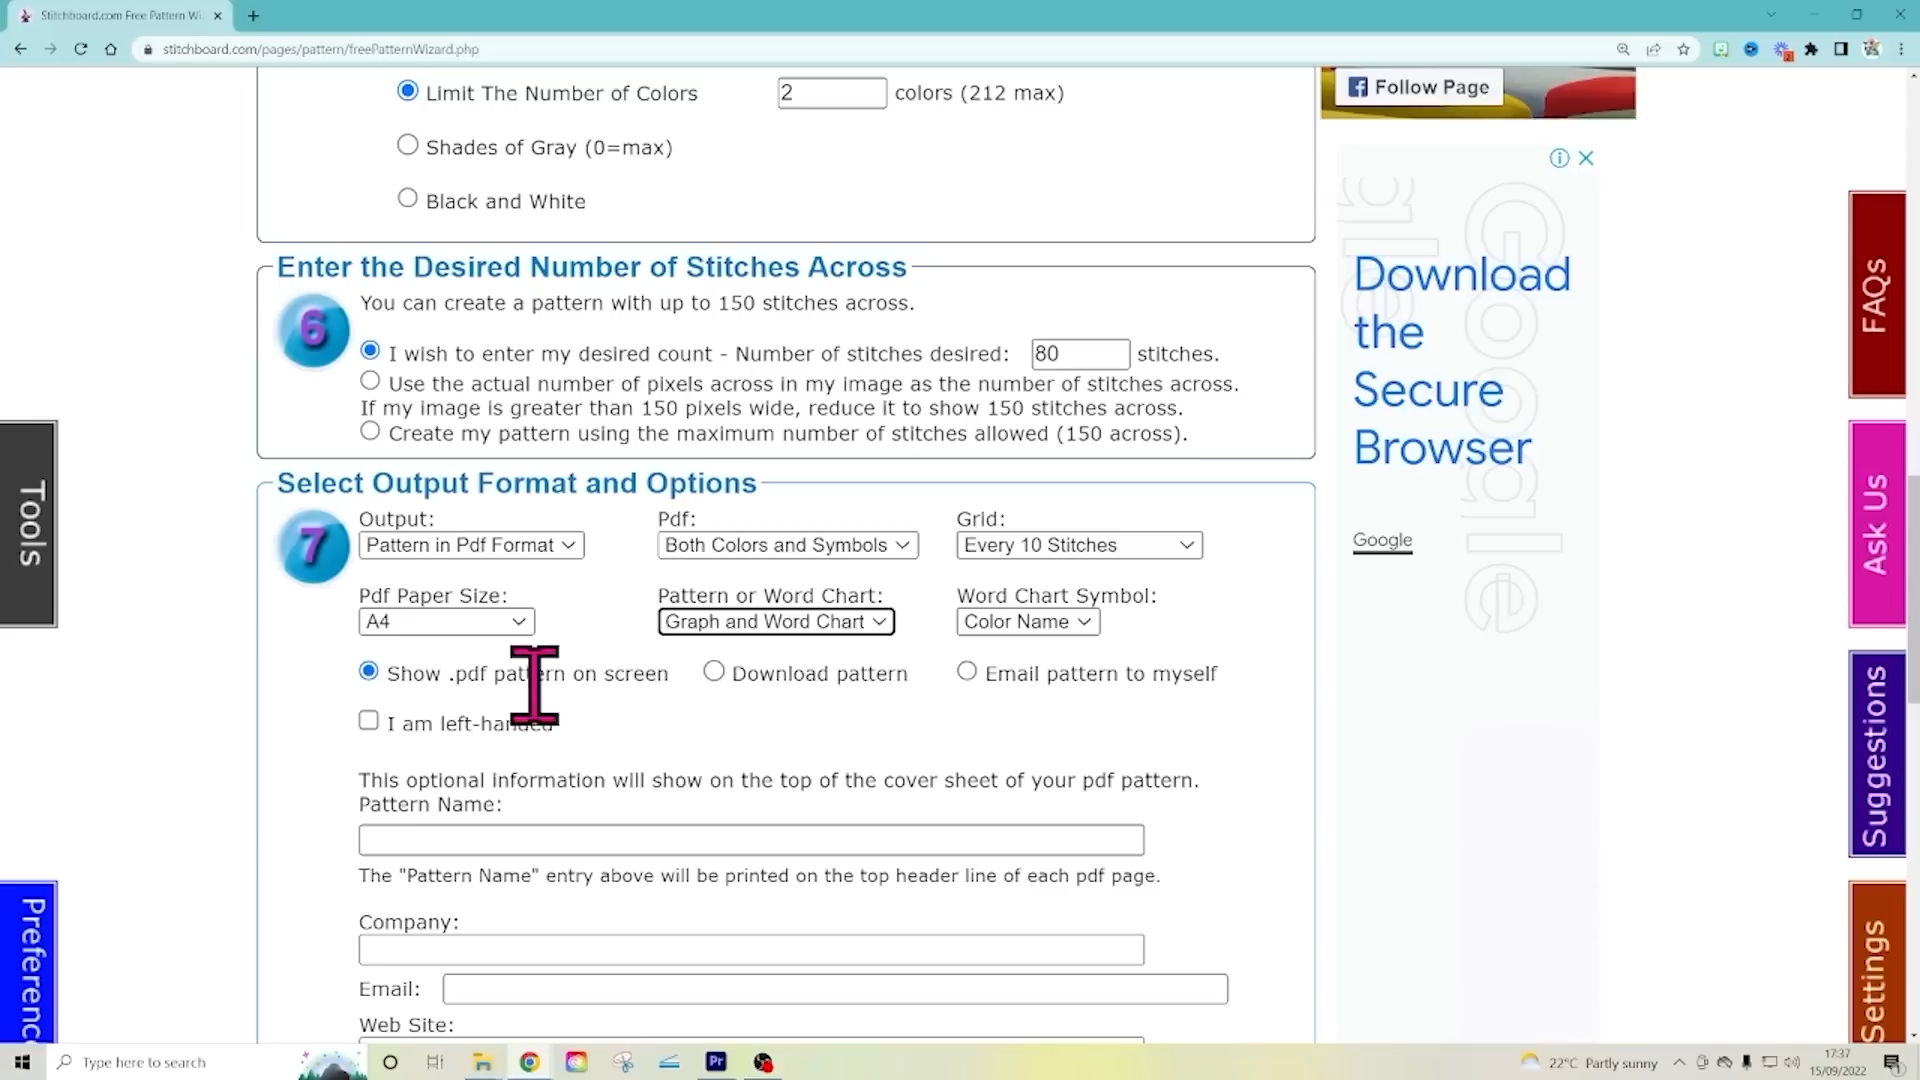 Stitchboard.com Free Pattern Wi
stitchboard.com/pages/pattern/freePatternWizard.php
Limit The Number of Colors 2 colors (212 max)
Shades of Gray (0=max)
Black and White
Follow Page
Enter the Desired Number of Stitches Across
6
You can create a pattern with up to 150 stitches across.
I wish to enter my desired count - Number of stitches desired: 80 stitches.
Use the actual number of pixels across in my image as the number of stitches across.
If my image is greater than 150 pixels wide, reduce it to show 150 stitches across.
Create my pattern using the maximum number of stitches allowed (150 across).
Select Output Format and Options
7
Output: Pdf: Grid:
Pattern in Pdf Format Both Colors and Symbols Every 10 Stitches
Pdf Paper Size: Pattern or Word Chart: Word Chart Symbol:
A4 Graph and Word Chart Color Name
Show .pdf pattern on screen Download pattern Email pattern to myself
I am left-handed
This optional information will show on the top of the cover sheet of your pdf pattern.
Pattern Name:
The "Pattern Name" entry above will be printed on the top header line of each pdf page.
Company:
Email:
Web Site:
Google
Download
the
Secure
Browser
Google
Tools
Preferenc
FAQs
Ask Us
Suggestions
Settings
Type here to search
Pr
22°C Partly sunny
17:37
15/09/2022